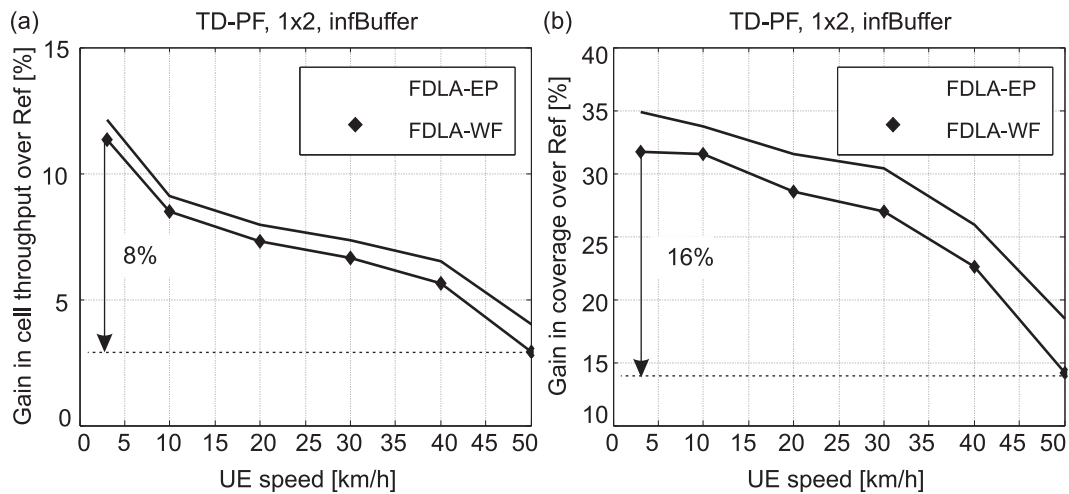 (a)
TD-PF, 1x2, infBuffer
Gain in cell throughput over Ref [%]
15
10
5
0
FDLA-EP
FDLA-WF
8%
0 5 10 15 20 25 30 35 40 45 50
UE speed [km/h]
(b)
TD-PF, 1x2, infBuffer
Gain in coverage over Ref [%]
40
35
30
25
20
15
10
FDLA-EP
FDLA-WF
16%
0 5 10 15 20 25 30 35 40 45 50
UE speed [km/h]